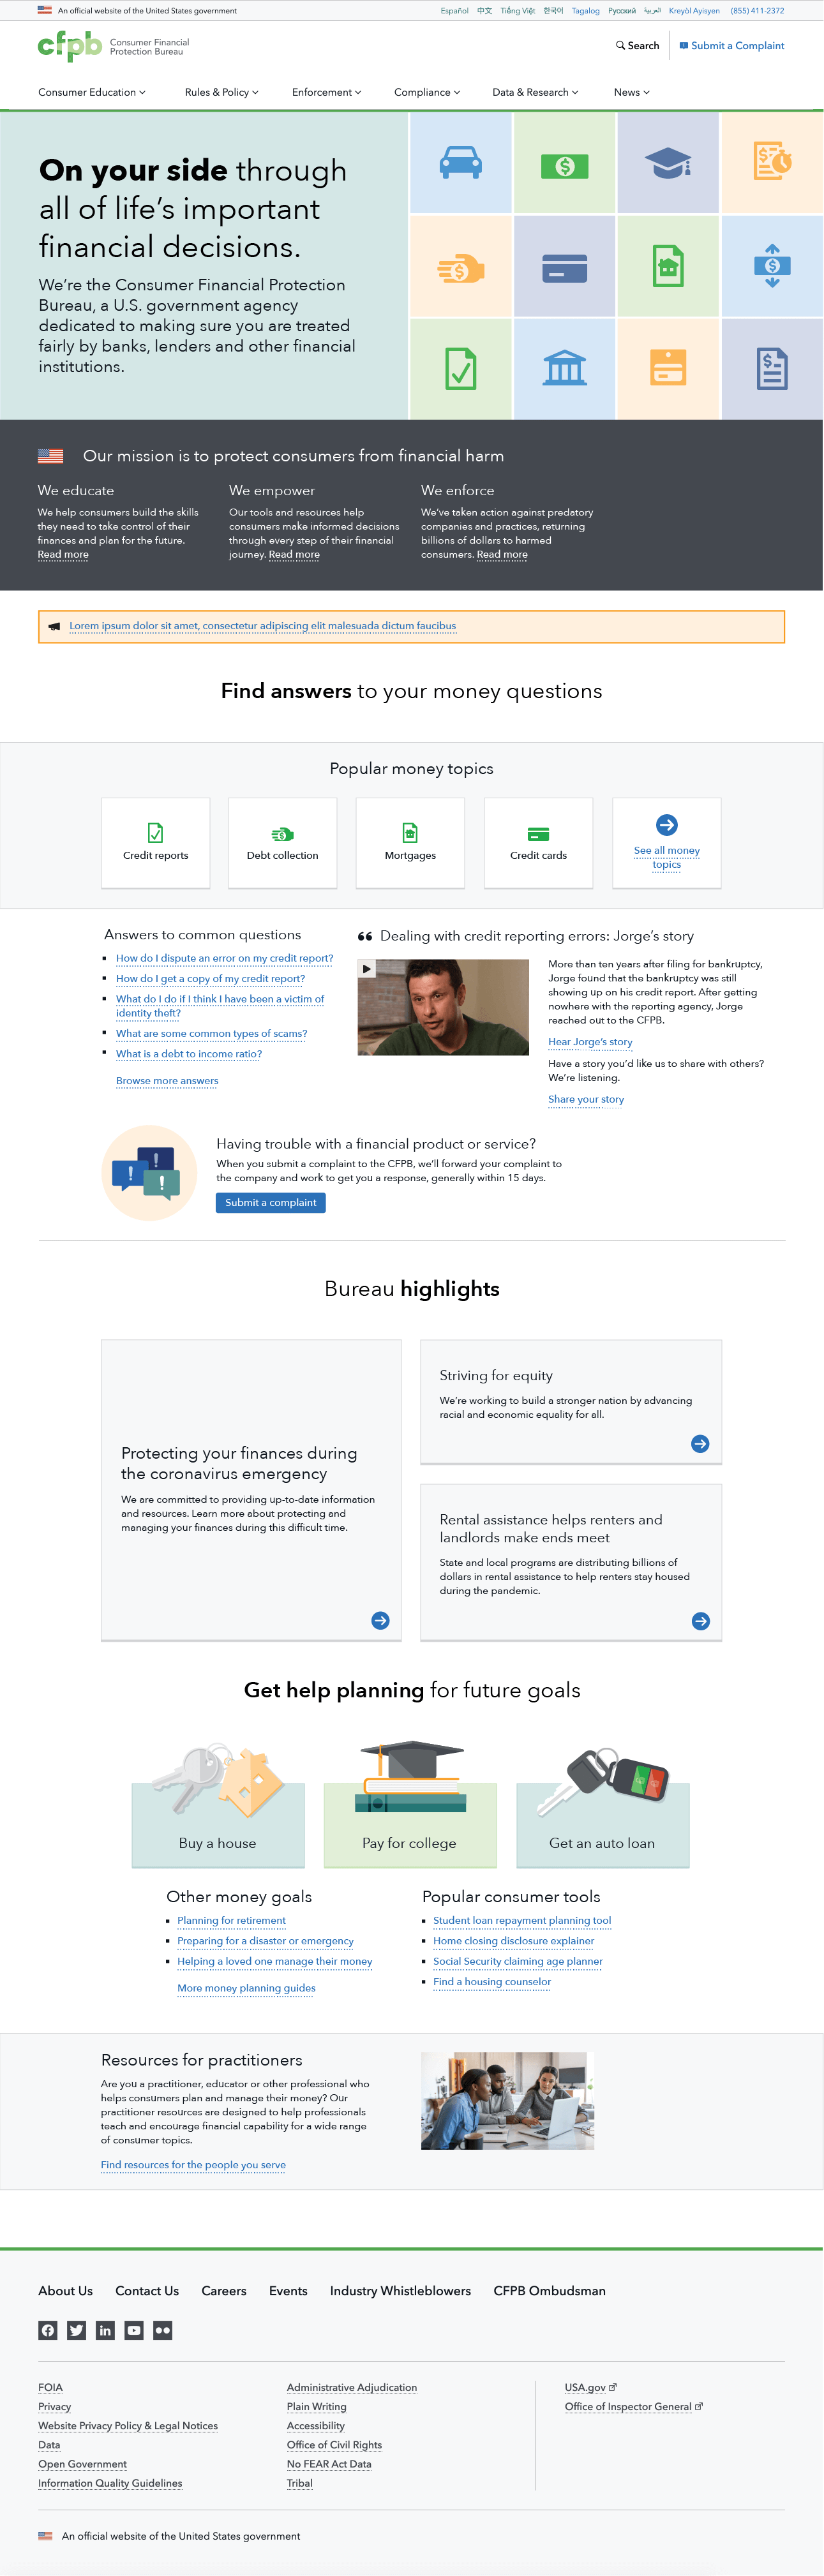 An official website of the United States government
Español 中文 Tiếng Việt 한국어 Tagalog Pусский العربية Kreyòl Ayisyen (855) 411-2372
cfpb Consumer Financial
Protection Bureau
Search
Submit a Complaint
Consumer Education Rules & Policy Enforcement Compliance Data & Research News
On your side through
all of life’s important
financial decisions.
We’re the Consumer Financial Protection
Bureau, a U.S. government agency
dedicated to making sure you are treated
fairly by banks, lenders and other financial
institutions.
Our mission is to protect consumers from financial harm
We educate
We help consumers build the skills
they need to take control of their
finances and plan for the future.
Read more
We empower
Our tools and resources help
consumers make informed decisions
through every step of their financial
journey. Read more
We enforce
We’ve taken action against predatory
companies and practices, returning
billions of dollars to harmed
consumers. Read more
Lorem ipsum dolor sit amet, consectetur adipiscing elit malesuada dictum faucibus
Find answers to your money questions
Popular money topics
Credit reports
Debt collection
Mortgages
Credit cards
See all money
topics
Answers to common questions
How do I dispute an error on my credit report?
How do I get a copy of my credit report?
What do I do if I think I have been a victim of
identity theft?
What are some common types of scams?
What is a debt to income ratio?
Browse more answers
Dealing with credit reporting errors: Jorge’s story
More than ten years after filing for bankruptcy,
Jorge found that the bankruptcy was still
showing up on his credit report. After getting
nowhere with the reporting agency, Jorge
reached out to the CFPB.
Hear Jorge’s story
Have a story you’d like us to share with others?
We’re listening.
Share your story
Having trouble with a financial product or service?
When you submit a complaint to the CFPB, we’ll forward your complaint to
the company and work to get you a response, generally within 15 days.
Submit a complaint
Bureau highlights
Protecting your finances during
the coronavirus emergency
We are committed to providing up-to-date information
and resources. Learn more about protecting and
managing your finances during this difficult time.
Striving for equity
We’re working to build a stronger nation by advancing
racial and economic equality for all.
Rental assistance helps renters and
landlords make ends meet
State and local programs are distributing billions of
dollars in rental assistance to help renters stay housed
during the pandemic.
Get help planning for future goals
Buy a house
Pay for college
Get an auto loan
Other money goals
Planning for retirement
Preparing for a disaster or emergency
Helping a loved one manage their money
More money planning guides
Popular consumer tools
Student loan repayment planning tool
Home closing disclosure explainer
Social Security claiming age planner
Find a housing counselor
Resources for practitioners
Are you a practitioner, educator or other professional who
helps consumers plan and manage their money? Our
practitioner resources are designed to help professionals
teach and encourage financial capability for a wide range
of consumer topics.
Find resources for the people you serve
About Us Contact Us Careers Events Industry Whistleblowers CFPB Ombudsman
FOIA
Privacy
Website Privacy Policy & Legal Notices
Data
Open Government
Information Quality Guidelines
Administrative Adjudication
Plain Writing
Accessibility
Office of Civil Rights
No FEAR Act Data
Tribal
USA.gov
Office of Inspector General
An official website of the United States government